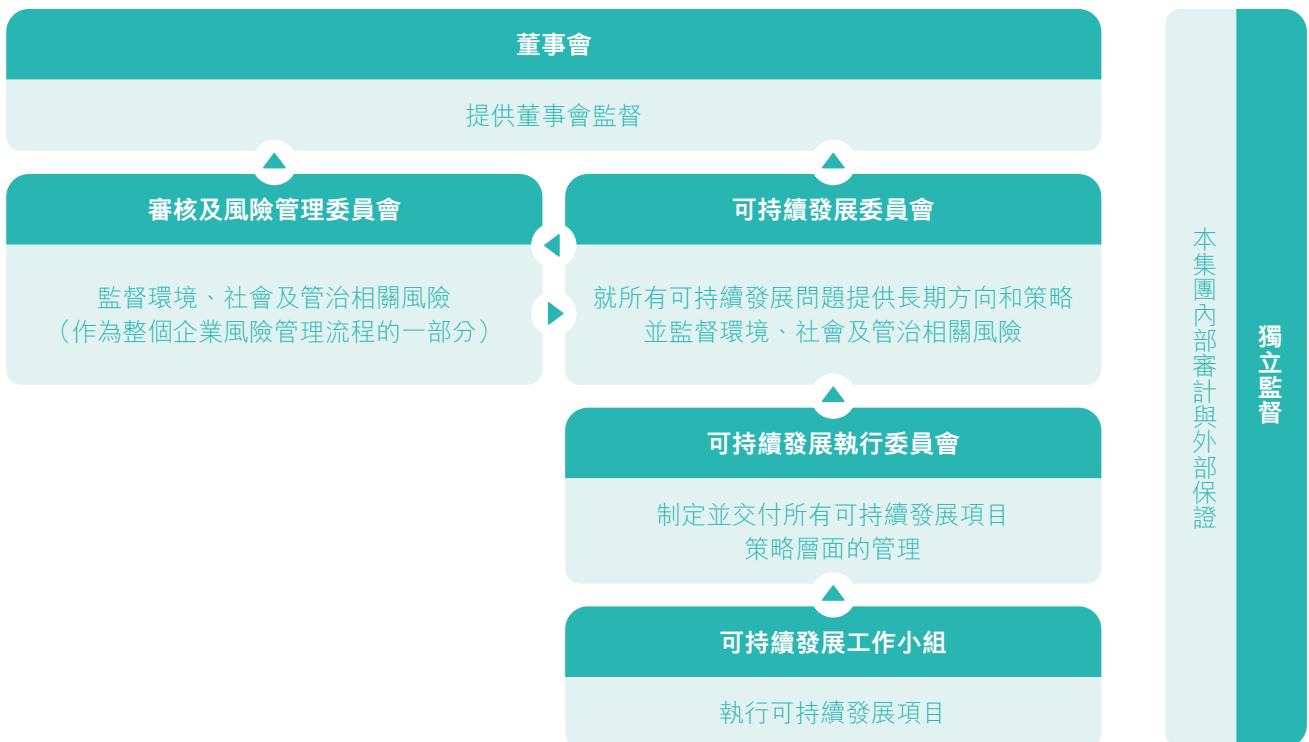 董事會
提供董事會監督
審核及風險管理委員會
監督環境、社會及管治相關風險
（作為整個企業風險管理流程的一部分）
可持續發展委員會
就所有可持續發展問題提供長期方向和策略
並監督環境、社會及管治相關風險
可持續發展執行委員會
制定並交付所有可持續發展項目
策略層面的管理
可持續發展工作小組
執行可持續發展項目
本集團內部審計與外部保證
獨立監督